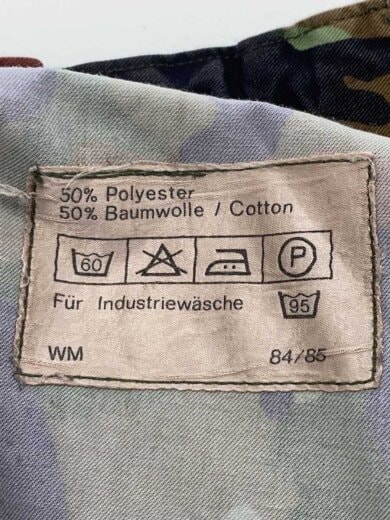 50% Polyester
50% Baumwolle / Cotton
60 P
Für Industriewäsche 95
WM 84/85